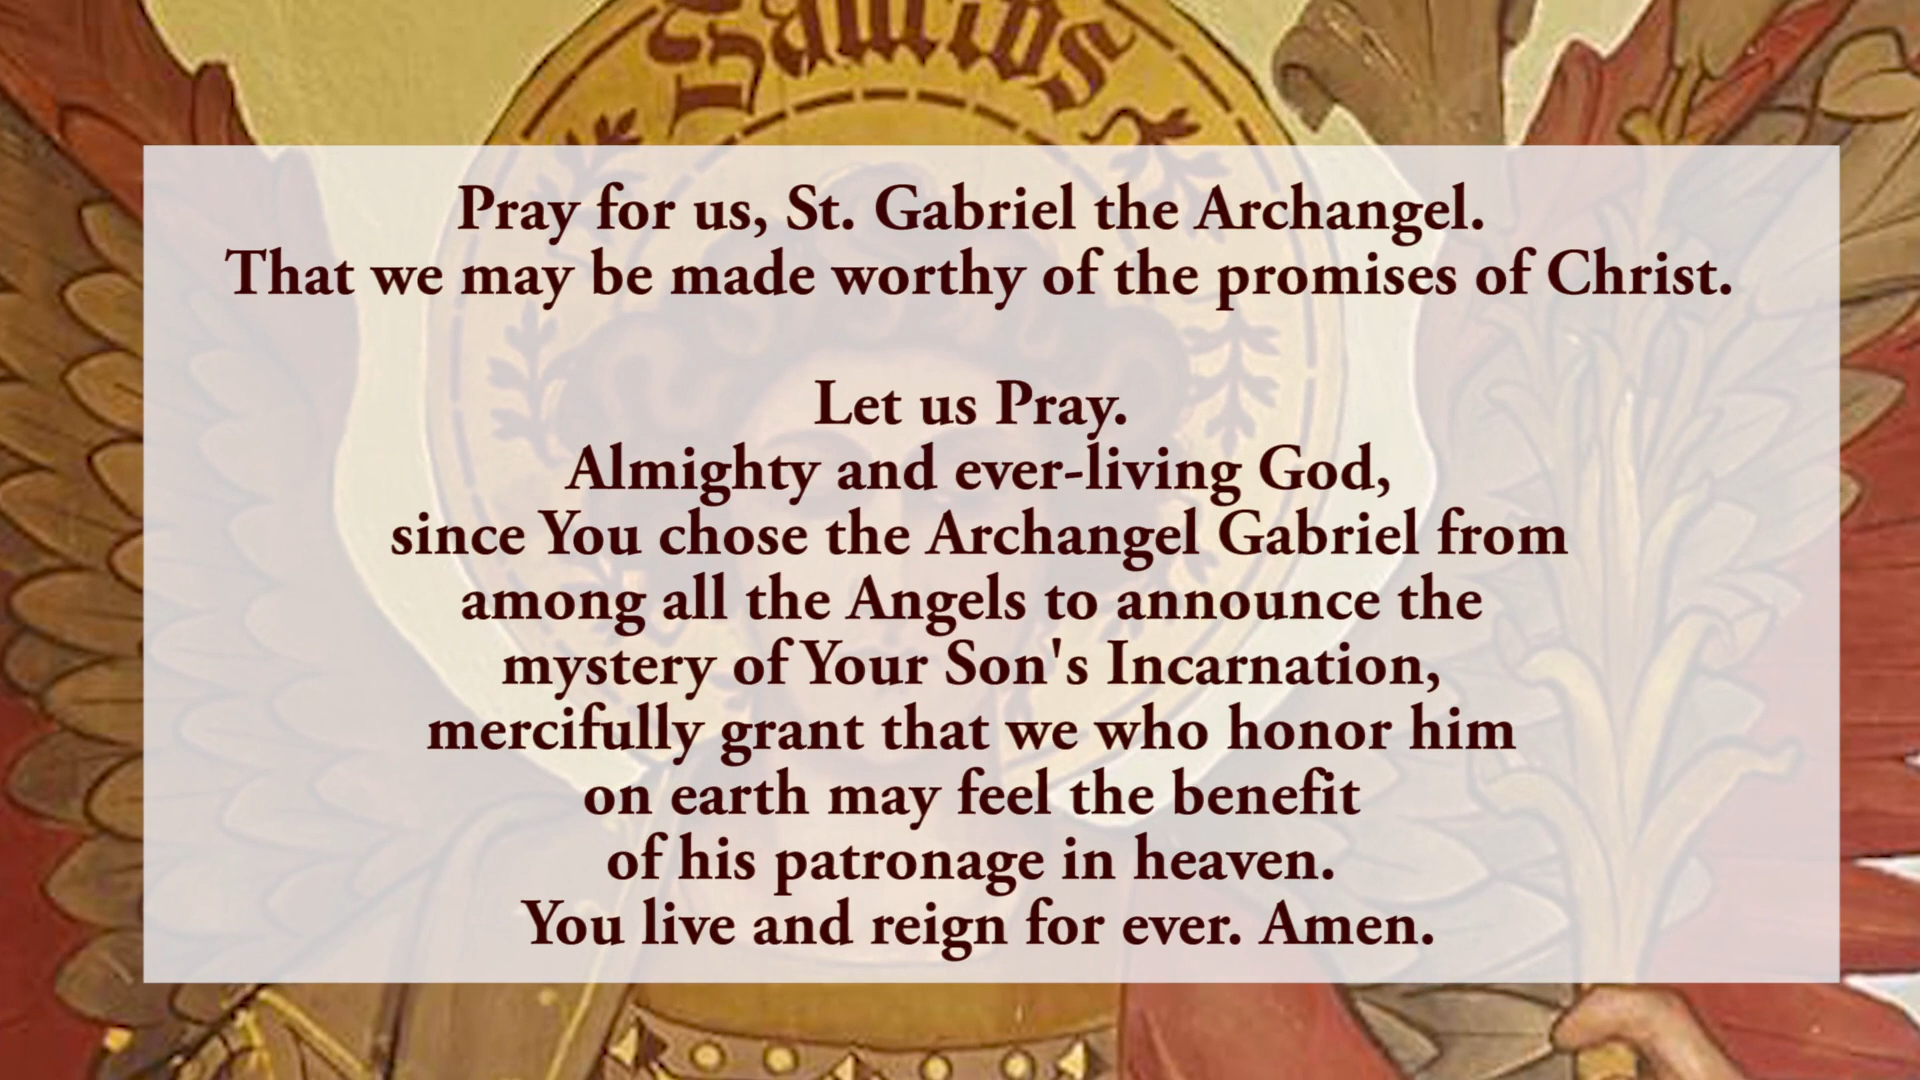 Sanctus
Pray for us, St. Gabriel the Archangel.
That we may be made worthy of the promises of Christ.
Let us Pray.
Almighty and ever-living God,
since You chose the Archangel Gabriel from
among all the Angels to announce the
mystery of Your Son's Incarnation,
mercifully grant that we who honor him
on earth may feel the benefit
of his patronage in heaven.
You live and reign for ever. Amen.